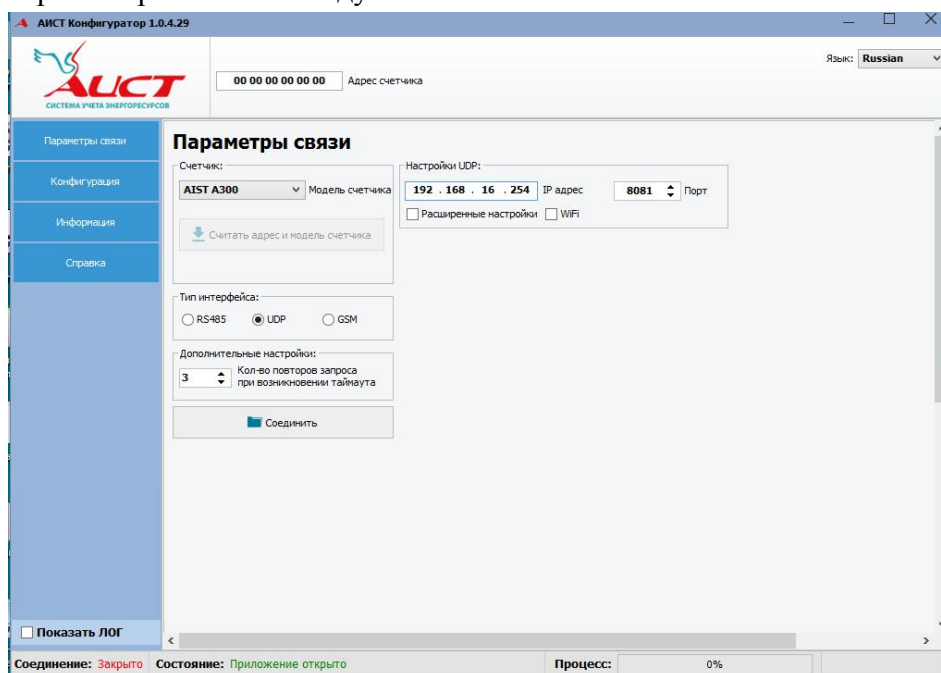 АИСТ Конфигуратор 1.0.4.29
Язык: Russian
АИСТ
СИСТЕМА УЧЕТА ЭНЕРГОРЕСУРСОВ
00 00 00 00 00 00 Адрес счетчика
Параметры связи
Конфигурация
Информация
Справка
Параметры связи
Счетчик:
AIST A300 Модель счетчика
Считать адрес и модель счетчика
Настройки UDP:
192 . 168 . 16 . 254 IP адрес 8081 Порт
Расширенные настройки WiFi
Тип интерфейса:
RS485 UDP GSM
Дополнительные настройки:
3 Кол-во повторов запроса
при возникновении таймаута
Соединить
Показать ЛОГ
Соединение: Закрыто Состояние: Приложение открыто Процесс: 0%